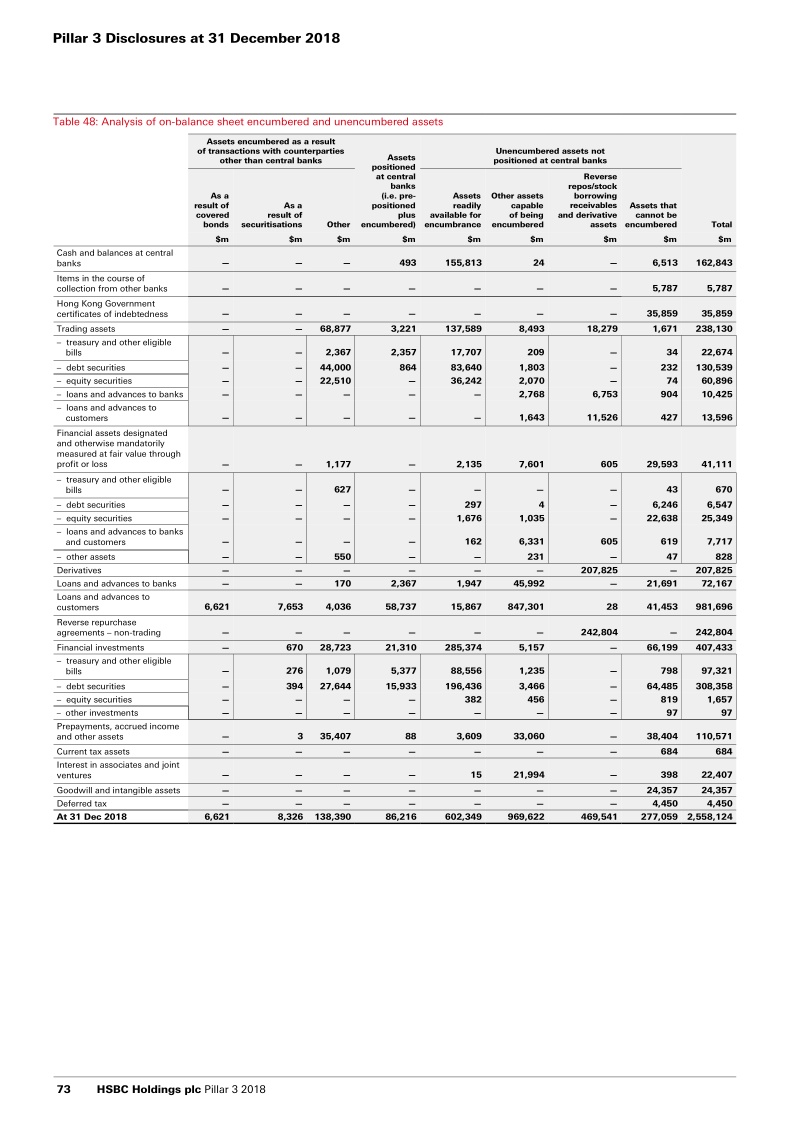 Pillar 3 Disclosures at 31 December 2018
Table 48: Analysis of on-balance sheet encumbered and unencumbered assets
Assets encumbered as a result
of transactions with counterparties
other than central banks
Assets
positioned
at central
banks
(i.e. pre-
positioned
plus
encumbered)
Unencumbered assets not
positioned at central banks
Total
As a
result of
covered
bonds
As a
result of
securitisations
Other
Assets
readily
available for
encumbrance
Other assets
capable
of being
encumbered
Reverse
repos/stock
borrowing
receivables
and derivative
assets
Assets that
cannot be
encumbered
$m $m $m $m $m $m $m $m $m
Cash and balances at central
banks – – – 493 155,813 24 – 6,513 162,843
Items in the course of
collection from other banks – – – – – – – 5,787 5,787
Hong Kong Government
certificates of indebtedness – – – – – – – 35,859 35,859
Trading assets – – 68,877 3,221 137,589 8,493 18,279 1,671 238,130
– treasury and other eligible
bills – – 2,367 2,357 17,707 209 – 34 22,674
– debt securities – – 44,000 864 83,640 1,803 – 232 130,539
– equity securities – – 22,510 – 36,242 2,070 – 74 60,896
– loans and advances to banks – – – – – 2,768 6,753 904 10,425
– loans and advances to
customers – – – – – 1,643 11,526 427 13,596
Financial assets designated
and otherwise mandatorily
measured at fair value through
profit or loss – – 1,177 – 2,135 7,601 605 29,593 41,111
– treasury and other eligible
bills – – 627 – – – – 43 670
– debt securities – – – – 297 4 – 6,246 6,547
– equity securities – – – – 1,676 1,035 – 22,638 25,349
– loans and advances to banks
and customers – – – – 162 6,331 605 619 7,717
– other assets – – 550 – – 231 – 47 828
Derivatives – – – – – – 207,825 – 207,825
Loans and advances to banks – – 170 2,367 1,947 45,992 – 21,691 72,167
Loans and advances to
customers 6,621 7,653 4,036 58,737 15,867 847,301 28 41,453 981,696
Reverse repurchase
agreements – non-trading – – – – – – 242,804 – 242,804
Financial investments – 670 28,723 21,310 285,374 5,157 – 66,199 407,433
– treasury and other eligible
bills – 276 1,079 5,377 88,556 1,235 – 798 97,321
– debt securities – 394 27,644 15,933 196,436 3,466 – 64,485 308,358
– equity securities – – – – 382 456 – 819 1,657
– other investments – – – – – – – 97 97
Prepayments, accrued income
and other assets – 3 35,407 88 3,609 33,060 – 38,404 110,571
Current tax assets – – – – – – – 684 684
Interest in associates and joint
ventures – – – – 15 21,994 – 398 22,407
Goodwill and intangible assets – – – – – – – 24,357 24,357
Deferred tax – – – – – – – 4,450 4,450
At 31 Dec 2018 6,621 8,326 138,390 86,216 602,349 969,622 469,541 277,059 2,558,124
73 HSBC Holdings plc Pillar 3 2018